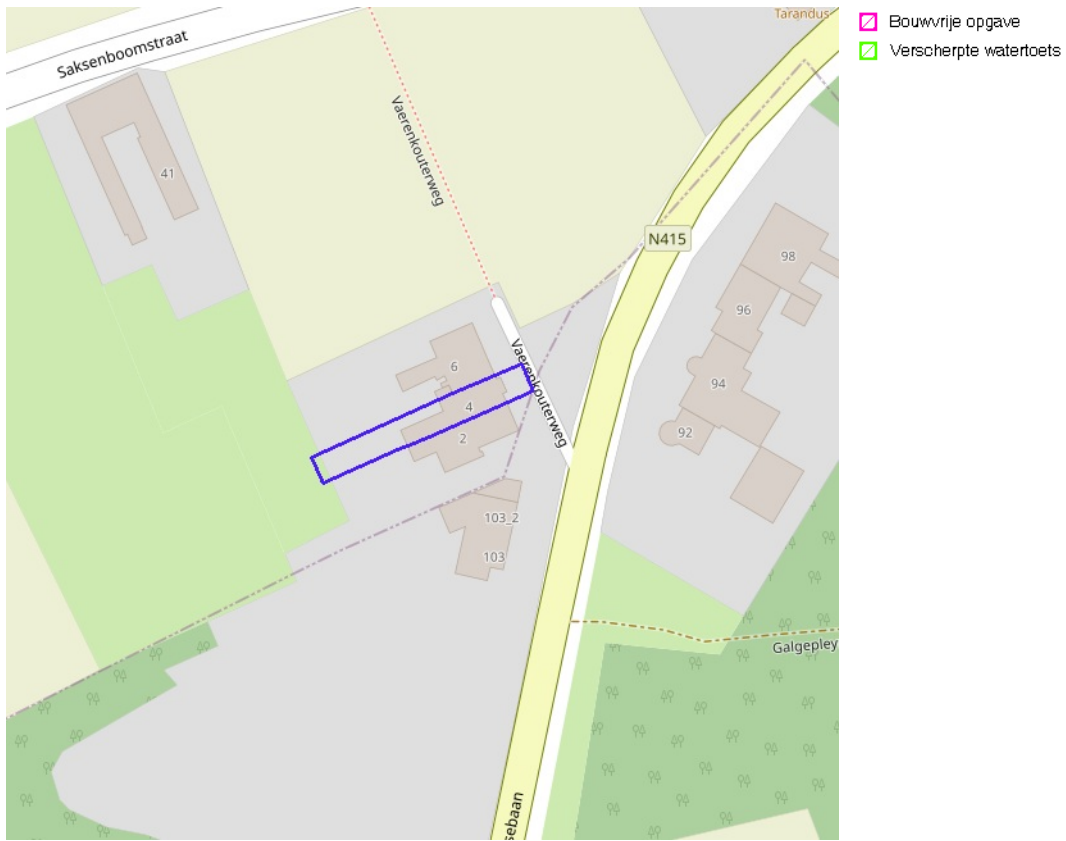 Tarandus
Bouwvrije opgave
Verscherpte watertoets
Saksenboomstraat
Vaerenkouterweg
41
N415
98
96
94
92
Vaerenkouterweg
6
4
2
103_2
103
Galgepley
sebaan